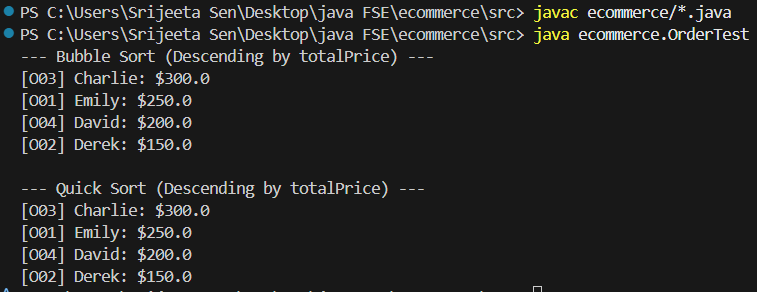 PS C:\Users\Srijeeta Sen\Desktop\java FSE\ecommerce\src> javac ecommerce/*.java
PS C:\Users\Srijeeta Sen\Desktop\java FSE\ecommerce\src> java ecommerce.OrderTest
--- Bubble Sort (Descending by totalPrice) ---
[O03] Charlie: $300.0
[O01] Emily: $250.0
[O04] David: $200.0
[O02] Derek: $150.0

--- Quick Sort (Descending by totalPrice) ---
[O03] Charlie: $300.0
[O01] Emily: $250.0
[O04] David: $200.0
[O02] Derek: $150.0